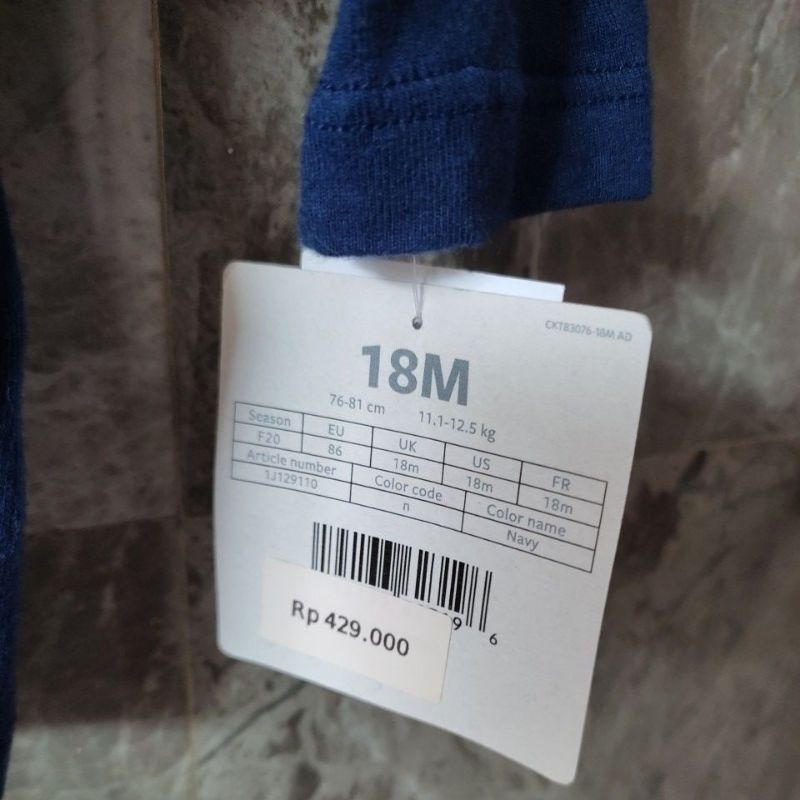 CKTB3076-18M AD
18M
76-81 cm 11.1-12.5 kg
Season EU UK US FR
F20 86 18m 18m 18m
Article number Color code Color name
1J129110 n Navy
9 6
Rp 429.000